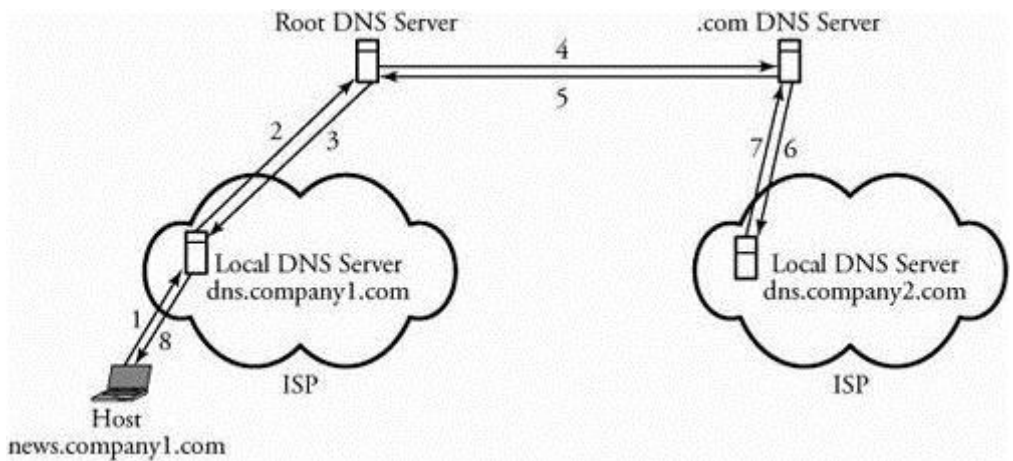 Root DNS Server
.com DNS Server
4
5
2
3
7
6
Local DNS Server
dns.company1.com
Local DNS Server
dns.company2.com
1
8
ISP
ISP
Host
news.company1.com